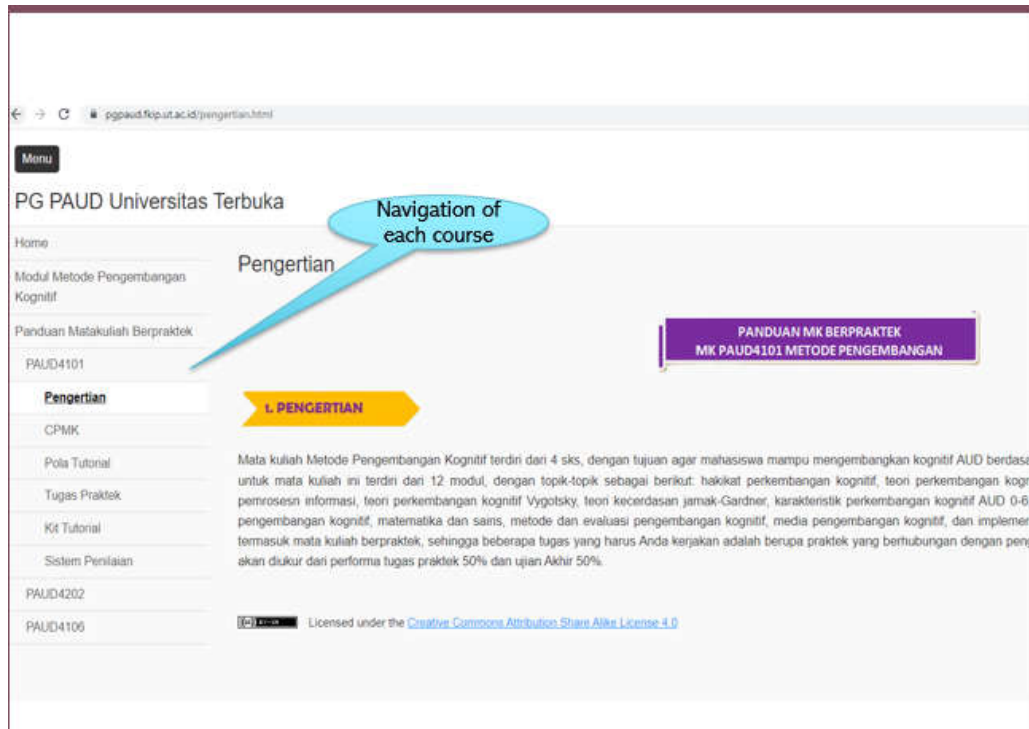 pgpaud.fkip.ut.ac.id/pengertian.html
Menu
PG PAUD Universitas Terbuka
Navigation of
each course
Home
Modul Metode Pengembangan
Kognitif
Panduan Matakuliah Berpraktek
PAUD4101
Pengertian
CPMK
Pola Tutorial
Tugas Praktek
Kit Tutorial
Sistem Penilaian
PAUD4202
PAUD4106
Pengertian
PANDUAN MK BERPRAKTEK
MK PAUD4101 METODE PENGEMBANGAN
1. PENGERTIAN
Mata kuliah Metode Pengembangan Kognitif terdiri dari 4 sks, dengan tujuan agar mahasiswa mampu mengembangkan kognitif AUD berdasa
untuk mata kuliah ini terdiri dari 12 modul, dengan topik-topik sebagai berikut: hakikat perkembangan kognitif, teori perkembangan kogn
pemrosesn informasi, teori perkembangan kognitif Vygotsky, teori kecerdasan jamak-Gardner, karakteristik perkembangan kognitif AUD 0-6
pengembangan kognitif, matematika dan sains, metode dan evaluasi pengembangan kognitif, media pengembangan kognitif, dan implemen
termasuk mata kuliah berpraktek, sehingga beberapa tugas yang harus Anda kerjakan adalah berupa praktek yang berhubungan dengan peng
akan diukur dari performa tugas praktek 50% dan ujian Akhir 50%.
Licensed under the Creative Commons Attribution Share Alike License 4.0